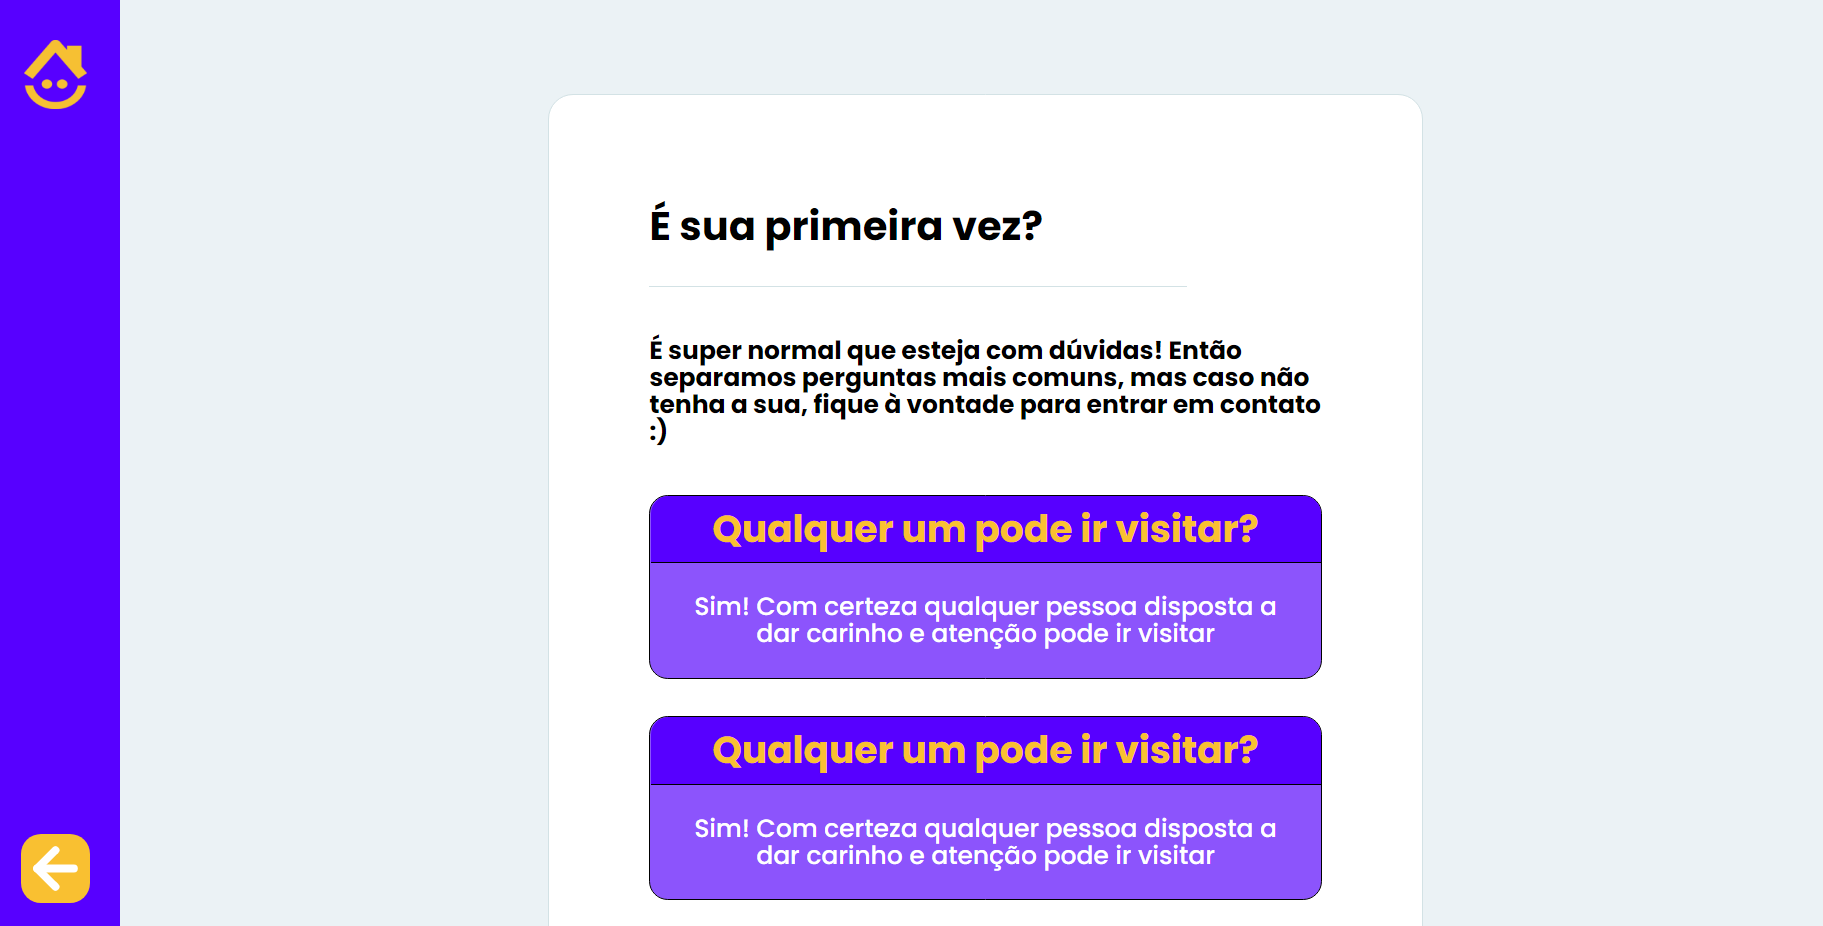 É sua primeira vez?
É super normal que esteja com dúvidas! Então
separamos perguntas mais comuns, mas caso não
tenha a sua, fique à vontade para entrar em contato
:)
Qualquer um pode ir visitar?
Sim! Com certeza qualquer pessoa disposta a
dar carinho e atenção pode ir visitar
Qualquer um pode ir visitar?
Sim! Com certeza qualquer pessoa disposta a
dar carinho e atenção pode ir visitar